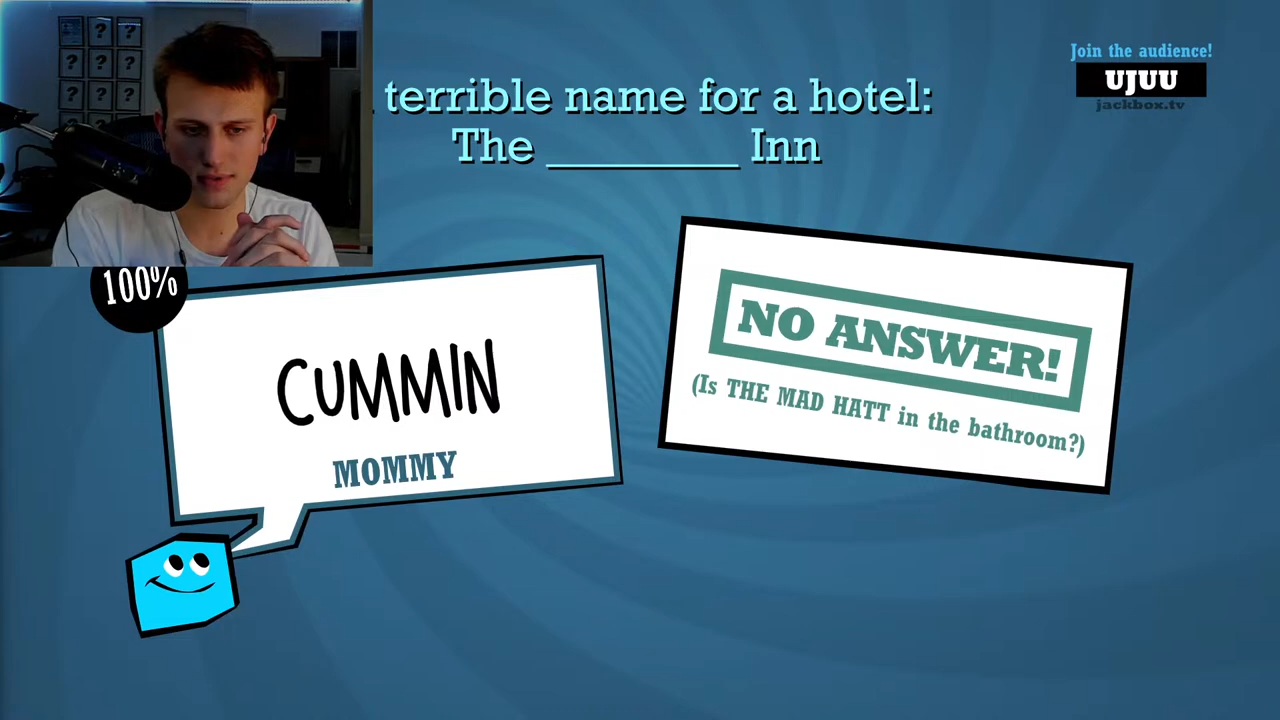 terrible name for a hotel:
The ________ Inn
Join the audience!
UJUU
jackbox.tv
? ? ?
? ? ?
? ? ?
100%
CUMMIN
MOMMY
NO ANSWER!
(Is THE MAD HATT in the bathroom?)